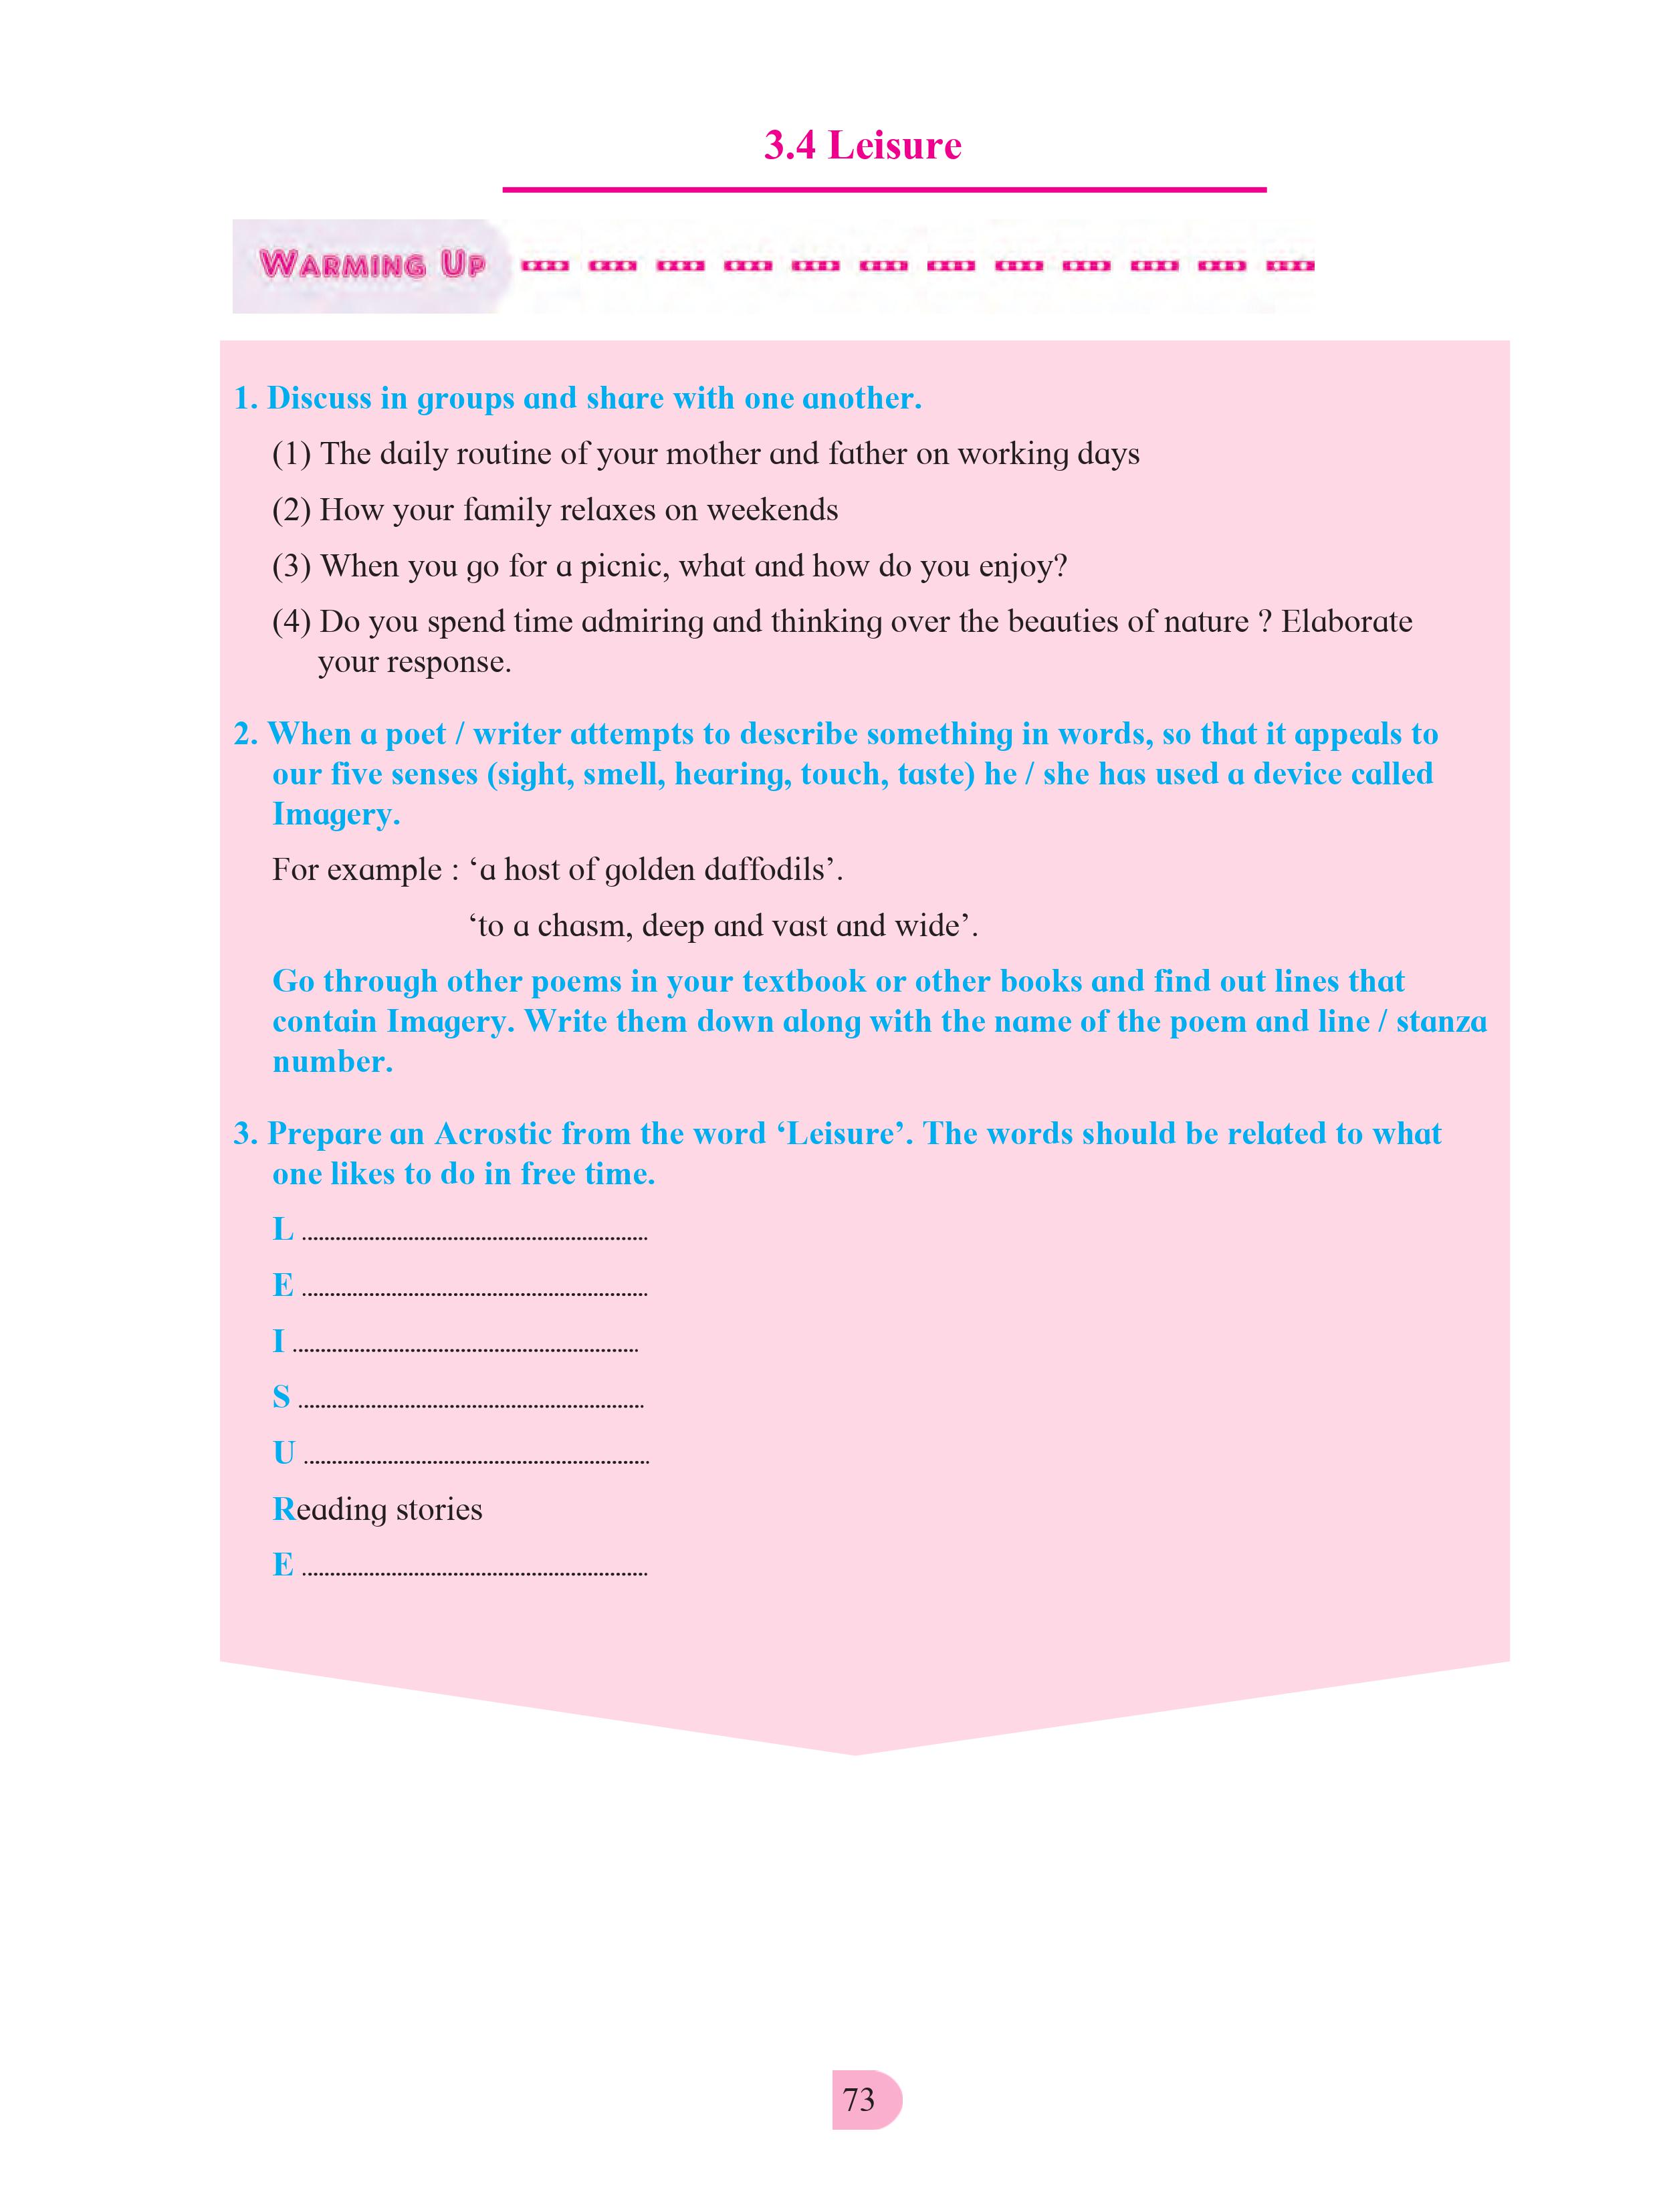 3.4 Leisure
WARMING UP
1. Discuss in groups and share with one another.
(1) The daily routine of your mother and father on working days
(2) How your family relaxes on weekends
(3) When you go for a picnic, what and how do you enjoy?
(4) Do you spend time admiring and thinking over the beauties of nature ? Elaborate
your response.
2. When a poet / writer attempts to describe something in words, so that it appeals to
our five senses (sight, smell, hearing, touch, taste) he / she has used a device called
Imagery.
For example : ‘a host of golden daffodils’.
‘to a chasm, deep and vast and wide’.
Go through other poems in your textbook or other books and find out lines that
contain Imagery. Write them down along with the name of the poem and line / stanza
number.
3. Prepare an Acrostic from the word ‘Leisure’. The words should be related to what
one likes to do in free time.
L ..............................................................
E ..............................................................
I ..............................................................
S ..............................................................
U ..............................................................
Reading stories
E ..............................................................
73